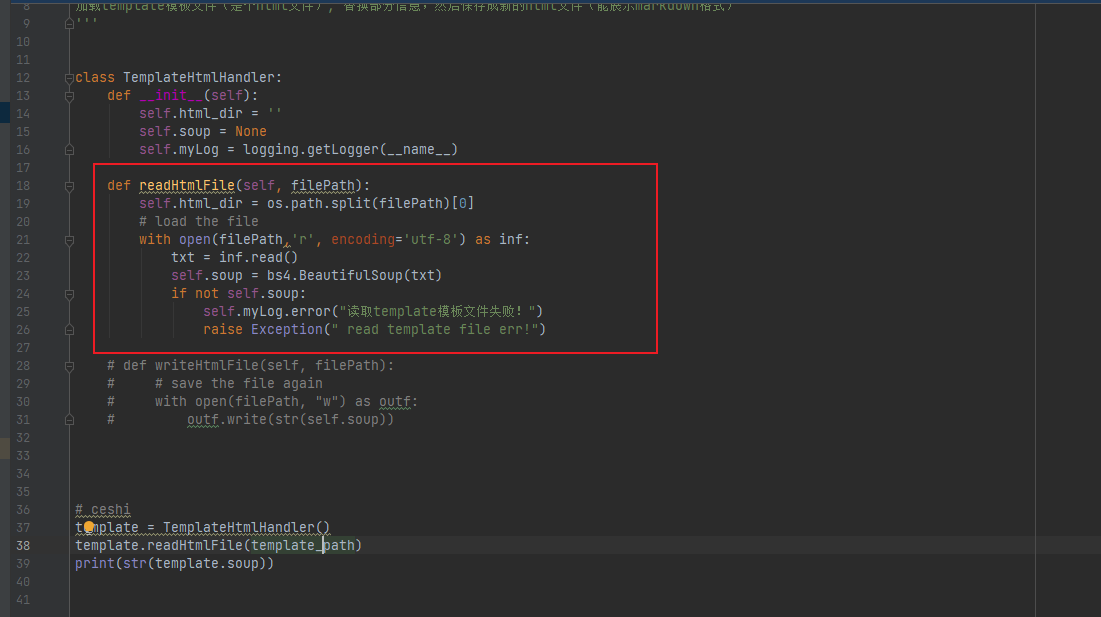 8 加载template模板文件（是个html文件），替换部分信息，然后保存成新的html文件（能展示markdown格式）
9 '''
10
11
12 class TemplateHtmlHandler:
13 def __init__(self):
14 self.html_dir = ''
15 self.soup = None
16 self.myLog = logging.getLogger(__name__)
17
18 def readHtmlFile(self, filePath):
19 self.html_dir = os.path.split(filePath)[0]
20 # load the file
21 with open(filePath,'r', encoding='utf-8') as inf:
22 txt = inf.read()
23 self.soup = bs4.BeautifulSoup(txt)
24 if not self.soup:
25 self.myLog.error("读取template模板文件失败！")
26 raise Exception(" read template file err!")
27
28 # def writeHtmlFile(self, filePath):
29 # # save the file again
30 # with open(filePath, "w") as outf:
31 # outf.write(str(self.soup))
32
33
34
35
36 # ceshi
37 template = TemplateHtmlHandler()
38 template.readHtmlFile(template_path)
39 print(str(template.soup))
40
41